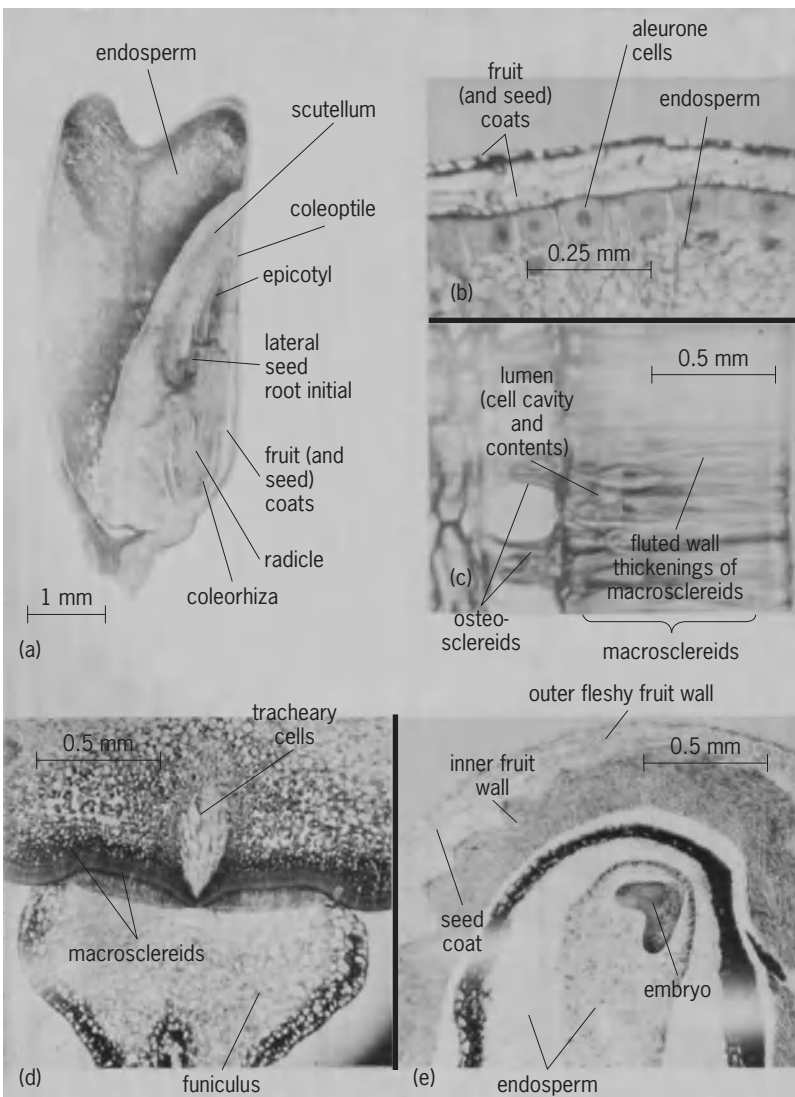 endosperm
scutellum
coleoptile
epicotyl
lateral
seed
root initial
fruit (and
seed)
coats
radicle
coleorhiza
1 mm
(a)
aleurone
cells
fruit
(and seed)
coats
endosperm
0.25 mm
(b)
0.5 mm
lumen
(cell cavity
and
contents)
fluted wall
thickenings of
macrosclereids
(c)
osteo-
sclereids
macrosclereids
tracheary
cells
0.5 mm
macrosclereids
funiculus
(d)
outer fleshy fruit wall
0.5 mm
inner fruit
wall
seed
coat
embryo
endosperm
(e)